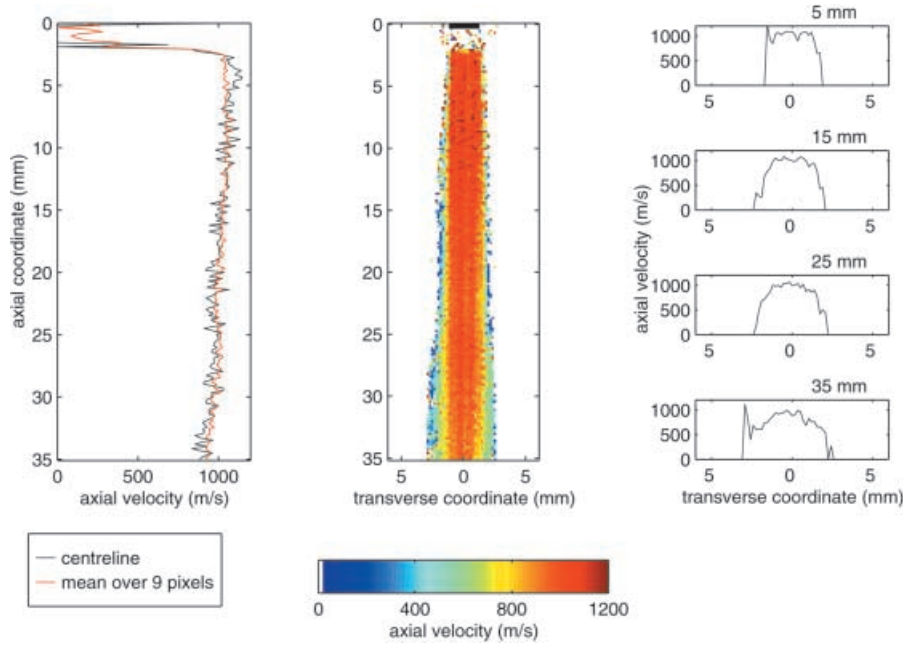 0
5
10
15
20
25
30
35
axial coordinate (mm)
0 500 1000
axial velocity (m/s)
centreline
mean over 9 pixels
0
5
10
15
20
25
30
35
5 0 5
transverse coordinate (mm)
0 400 800 1200
axial velocity (m/s)
axial velocity (m/s)
5 mm
1000
500
0
5 0 5
15 mm
1000
500
0
5 0 5
25 mm
1000
500
0
5 0 5
35 mm
1000
500
0
5 0 5
transverse coordinate (mm)